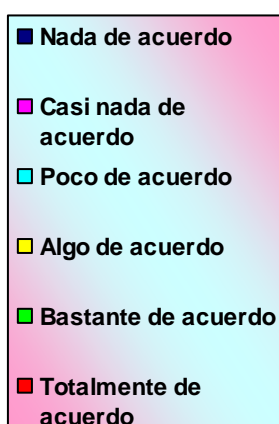 Nada de acuerdo
Casi nada de
acuerdo
Poco de acuerdo
Algo de acuerdo
Bastante de acuerdo
Totalmente de
acuerdo